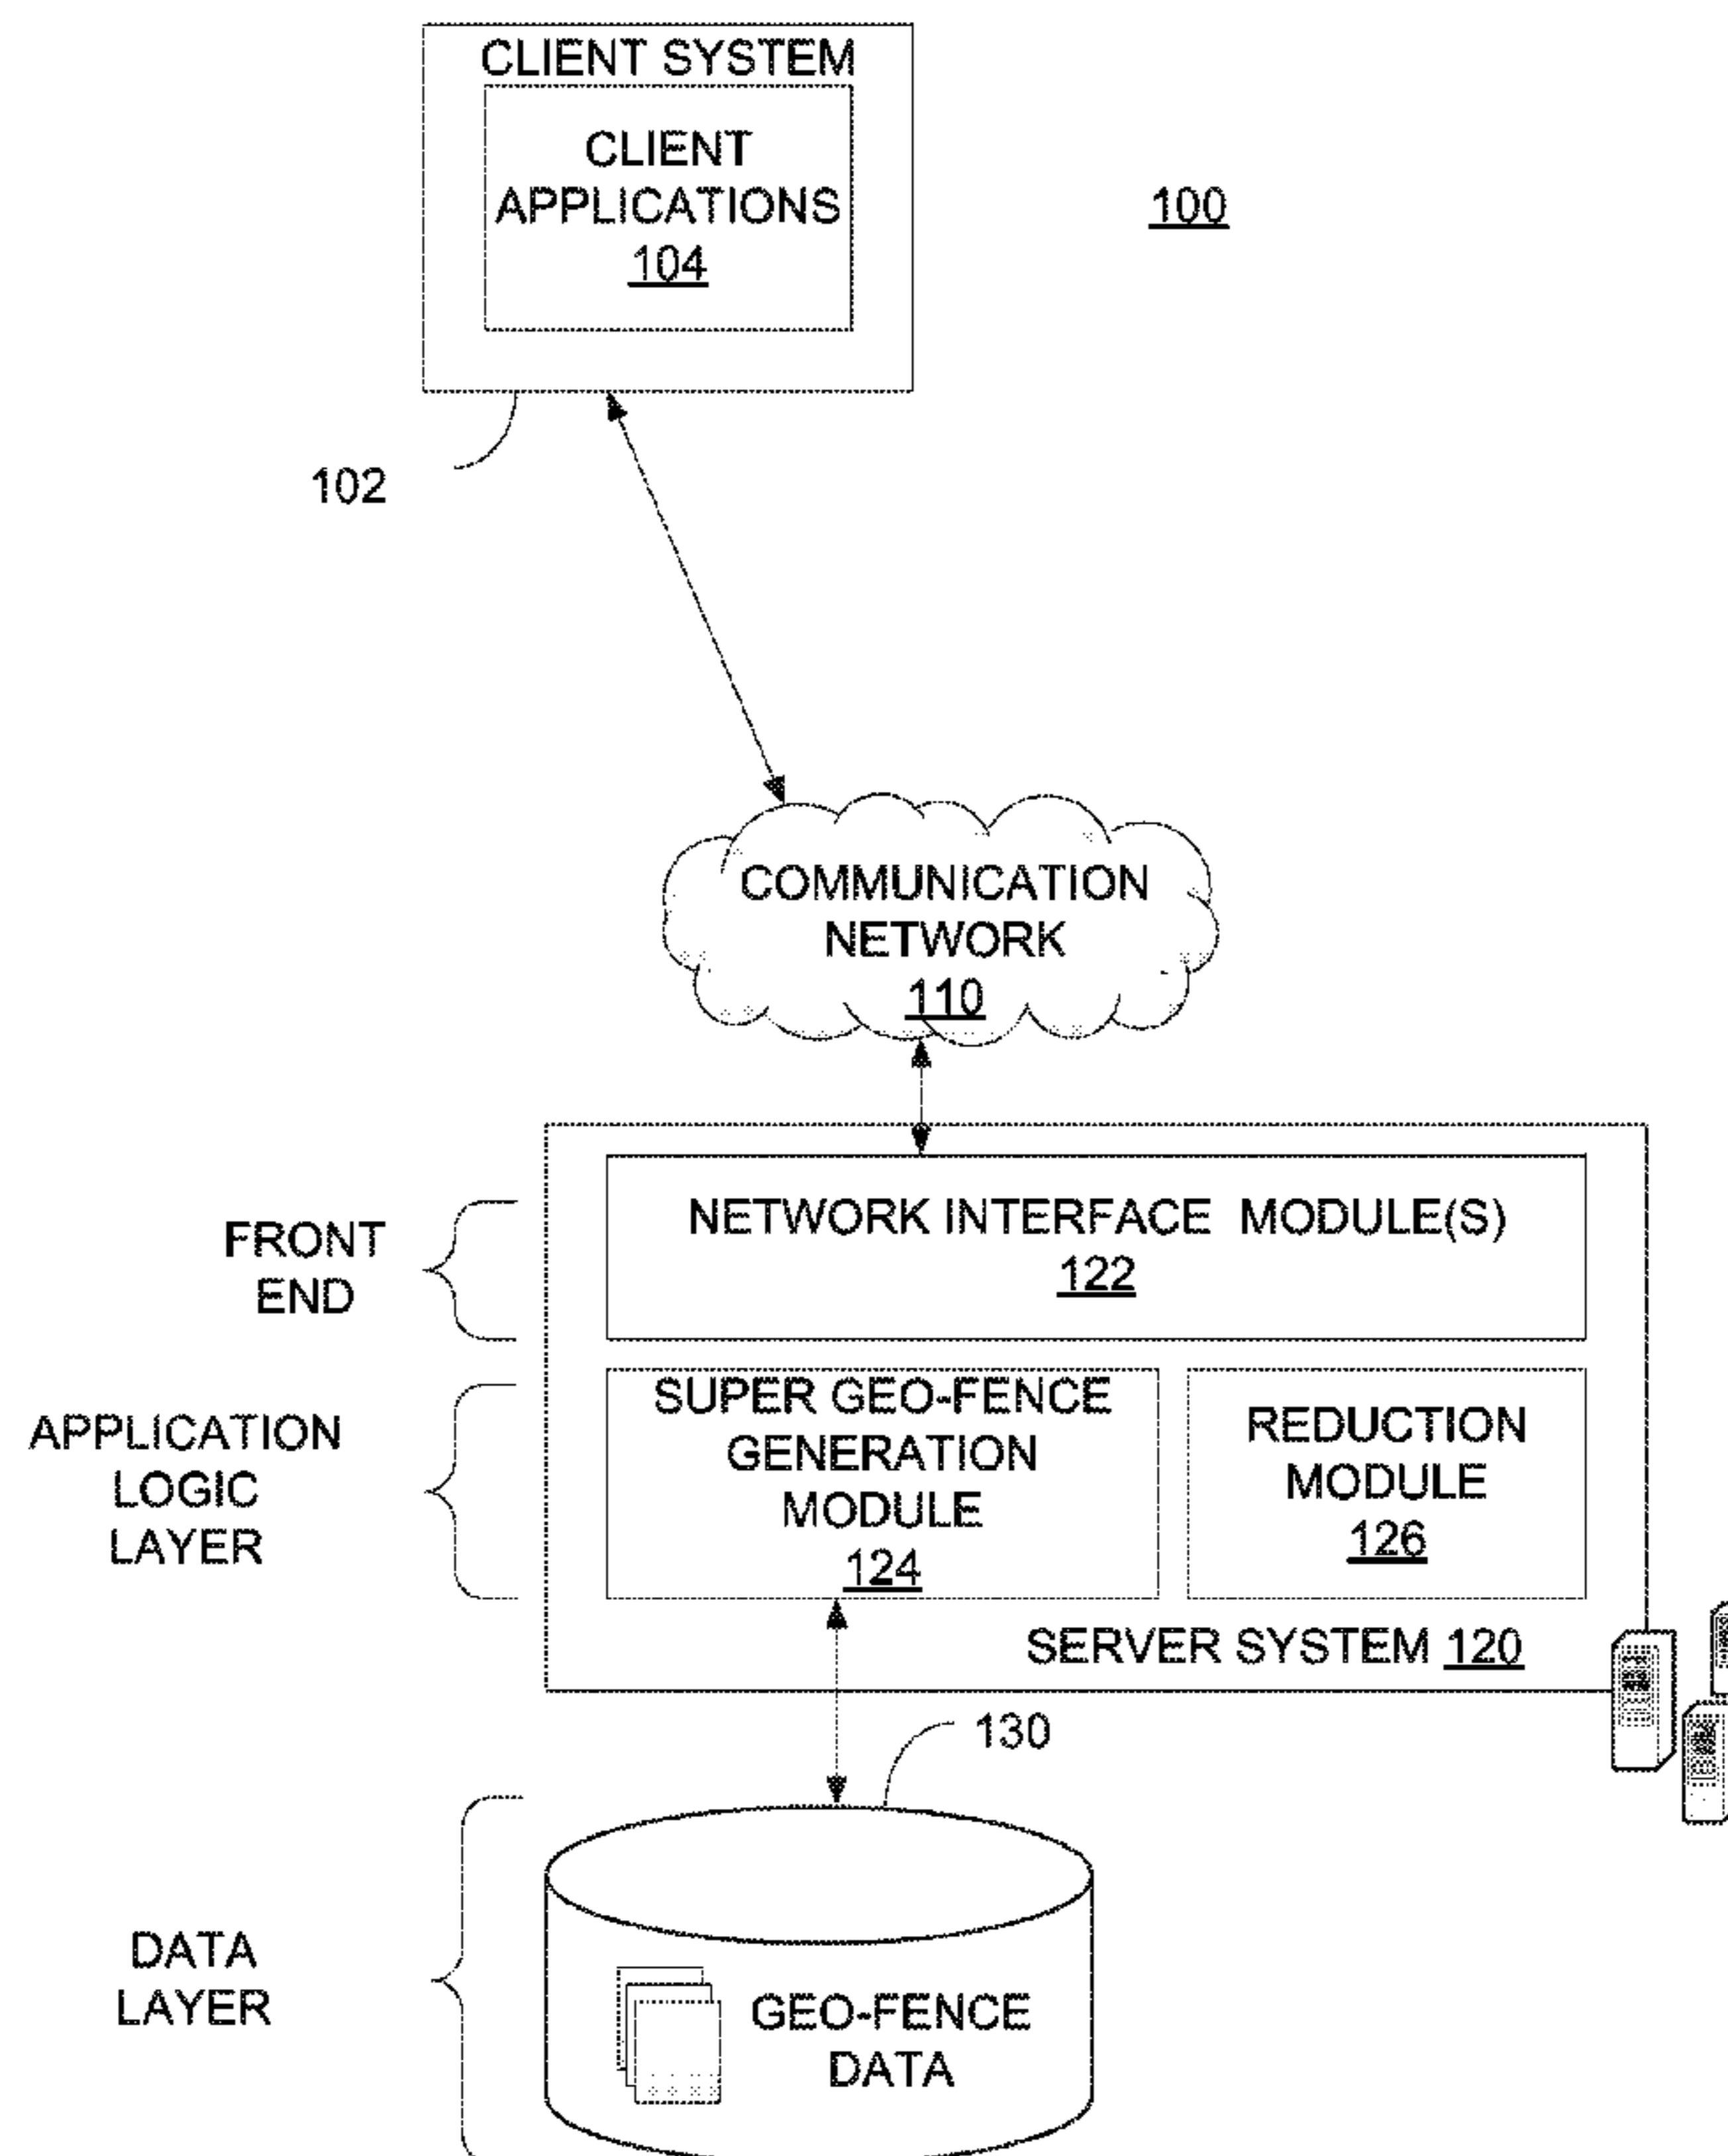 CLIENT SYSTEM
CLIENT
APPLICATIONS
104
100
102
COMMUNICATION
NETWORK
110
FRONT
END
NETWORK INTERFACE MODULE(S)
122
APPLICATION
LOGIC
LAYER
SUPER GEO-FENCE
GENERATION
MODULE
124
REDUCTION
MODULE
126
SERVER SYSTEM 120
130
DATA
LAYER
GEO-FENCE
DATA